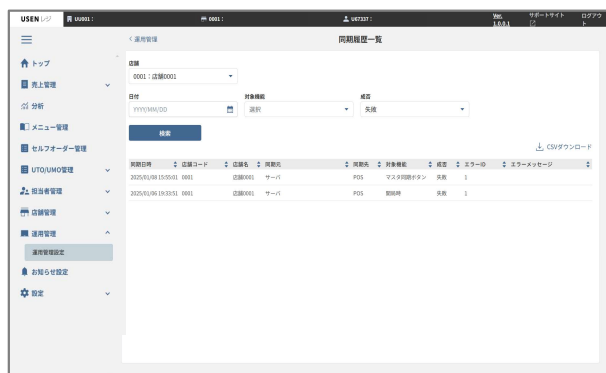 USEN レジ UU001: 0001: U67337: Ver. 1.0.0.1 サポートサイト ログアウト
< 運用管理 同期履歴一覧
トップ
売上管理
分析
メニュー管理
セルフオーダー管理
UTO/UMO管理
担当者管理
店舗管理
運用管理
運用管理設定
お知らせ設定
設定
店舗
0001:店舗0001
日付 対象機能 成否
YYYY/MM/DD 選択 失敗
検索
CSVダウンロード
同期日時 店舗コード 店舗名 同期元 同期先 対象機能 成否 エラーID エラーメッセージ
2025/01/08 15:55:01 0001 店舗0001 サーバ POS マスタ同期ボタン 失敗 1
2025/01/06 19:33:51 0001 店舗0001 サーバ POS 開始時 失敗 1